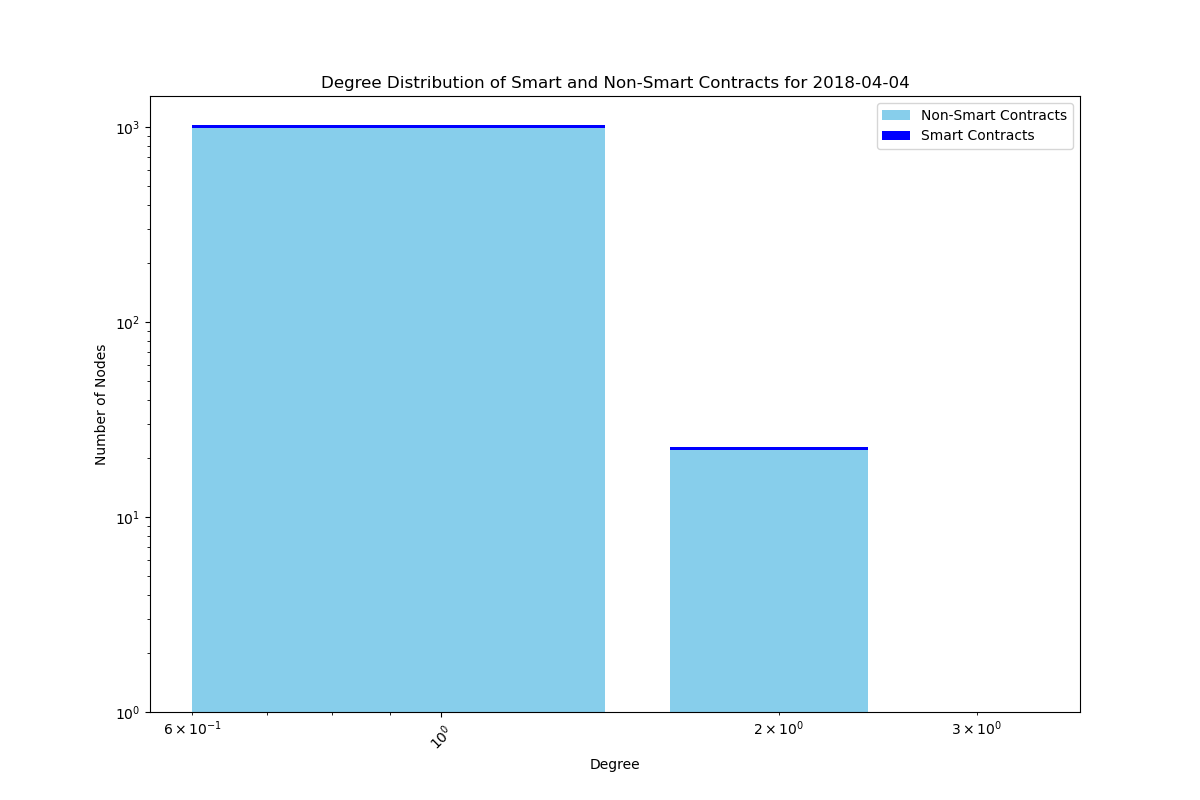 Degree Distribution of Smart and Non-Smart Contracts for 2018-04-04
Non-Smart Contracts
Smart Contracts
Number of Nodes
10³
10²
10¹
10⁰
6 × 10⁻¹
10⁰
2 × 10⁰
3 × 10⁰
Degree